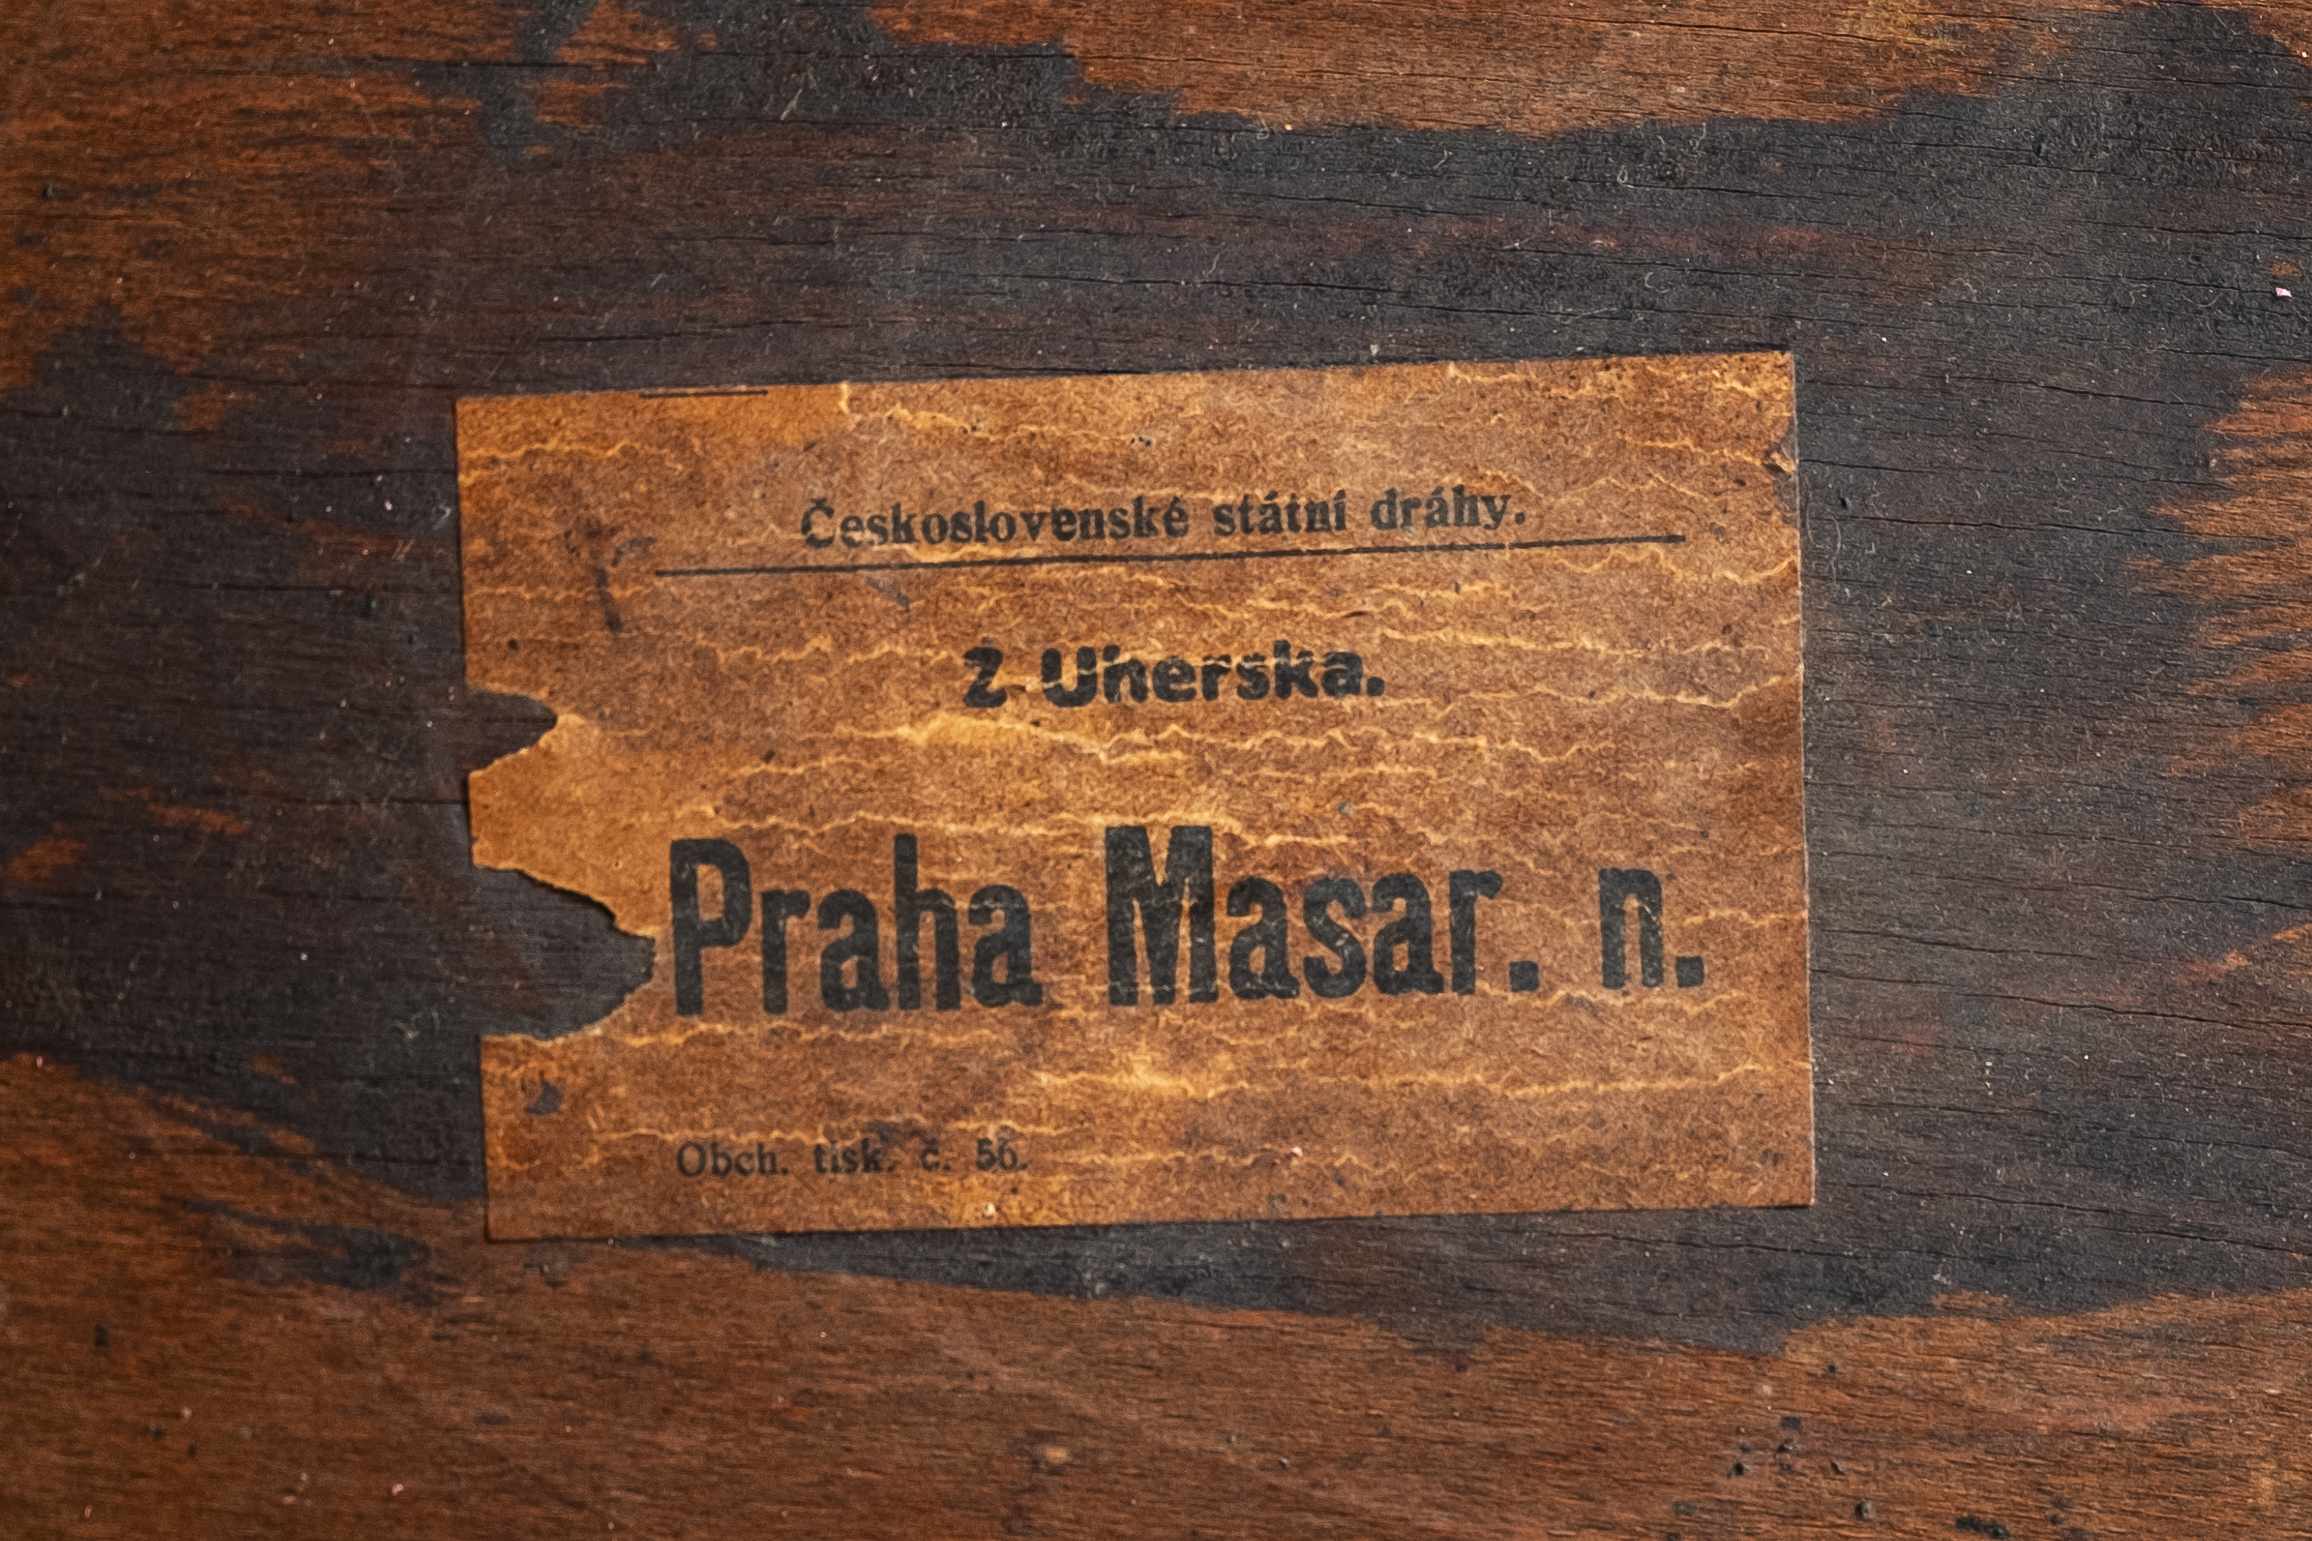 Československé státní dráhy.
Z Uherska.
Praha Masar. n.
Obch. tisk. č. 56.